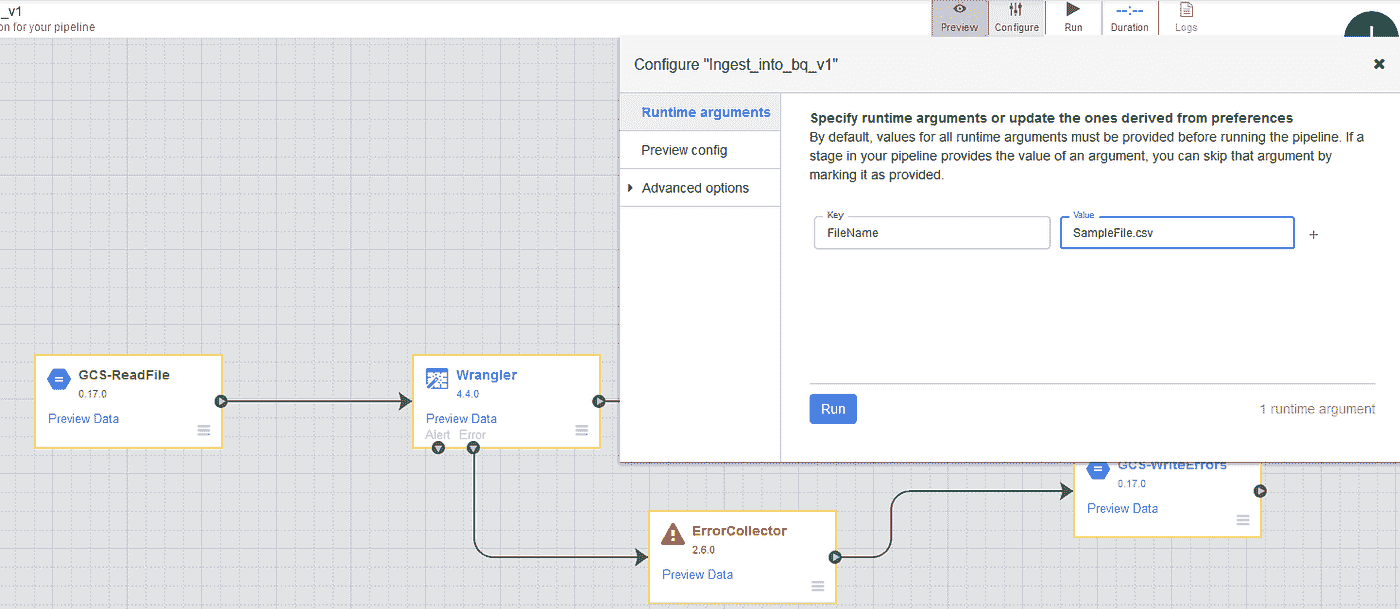 _v1
on for your pipeline
Preview
Configure
Run
Duration
Logs
Configure "Ingest_into_bq_v1"
Runtime arguments
Preview config
Advanced options
Specify runtime arguments or update the ones derived from preferences
By default, values for all runtime arguments must be provided before running the pipeline. If a
stage in your pipeline provides the value of an argument, you can skip that argument by
marking it as provided.
Key
FileName
Value
SampleFile.csv
+
Run
1 runtime argument
GCS-ReadFile
0.17.0
Preview Data
Wrangler
4.4.0
Preview Data
Alert Error
ErrorCollector
2.6.0
Preview Data
GCS-WriteErrors
0.17.0
Preview Data